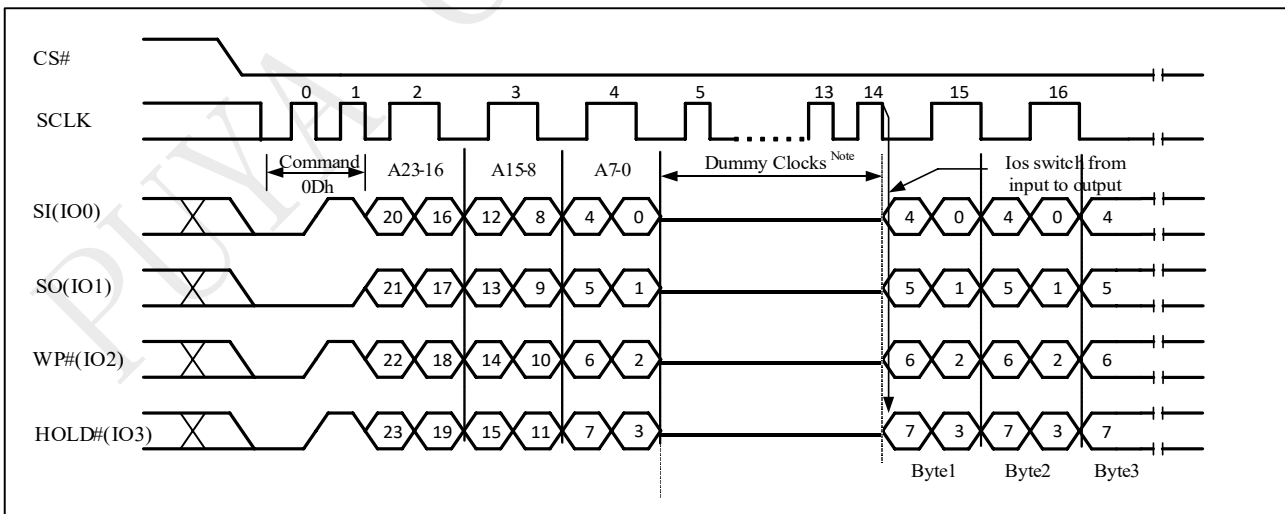 CS#
0 1 2 3 4 5 13 14 15 16
SCLK
Command
0Dh
A23-16 A15-8 A7-0
Dummy Clocks Note
Ios switch from
input to output
SI(IO0) 20 16 12 8 4 0 4 0 4 0 4
SO(IO1) 21 17 13 9 5 1 5 1 5 1 5
WP#(IO2) 22 18 14 10 6 2 6 2 6 2 6
HOLD#(IO3) 23 19 15 11 7 3 7 3 7 3 7
Byte1 Byte2 Byte3
PUYA